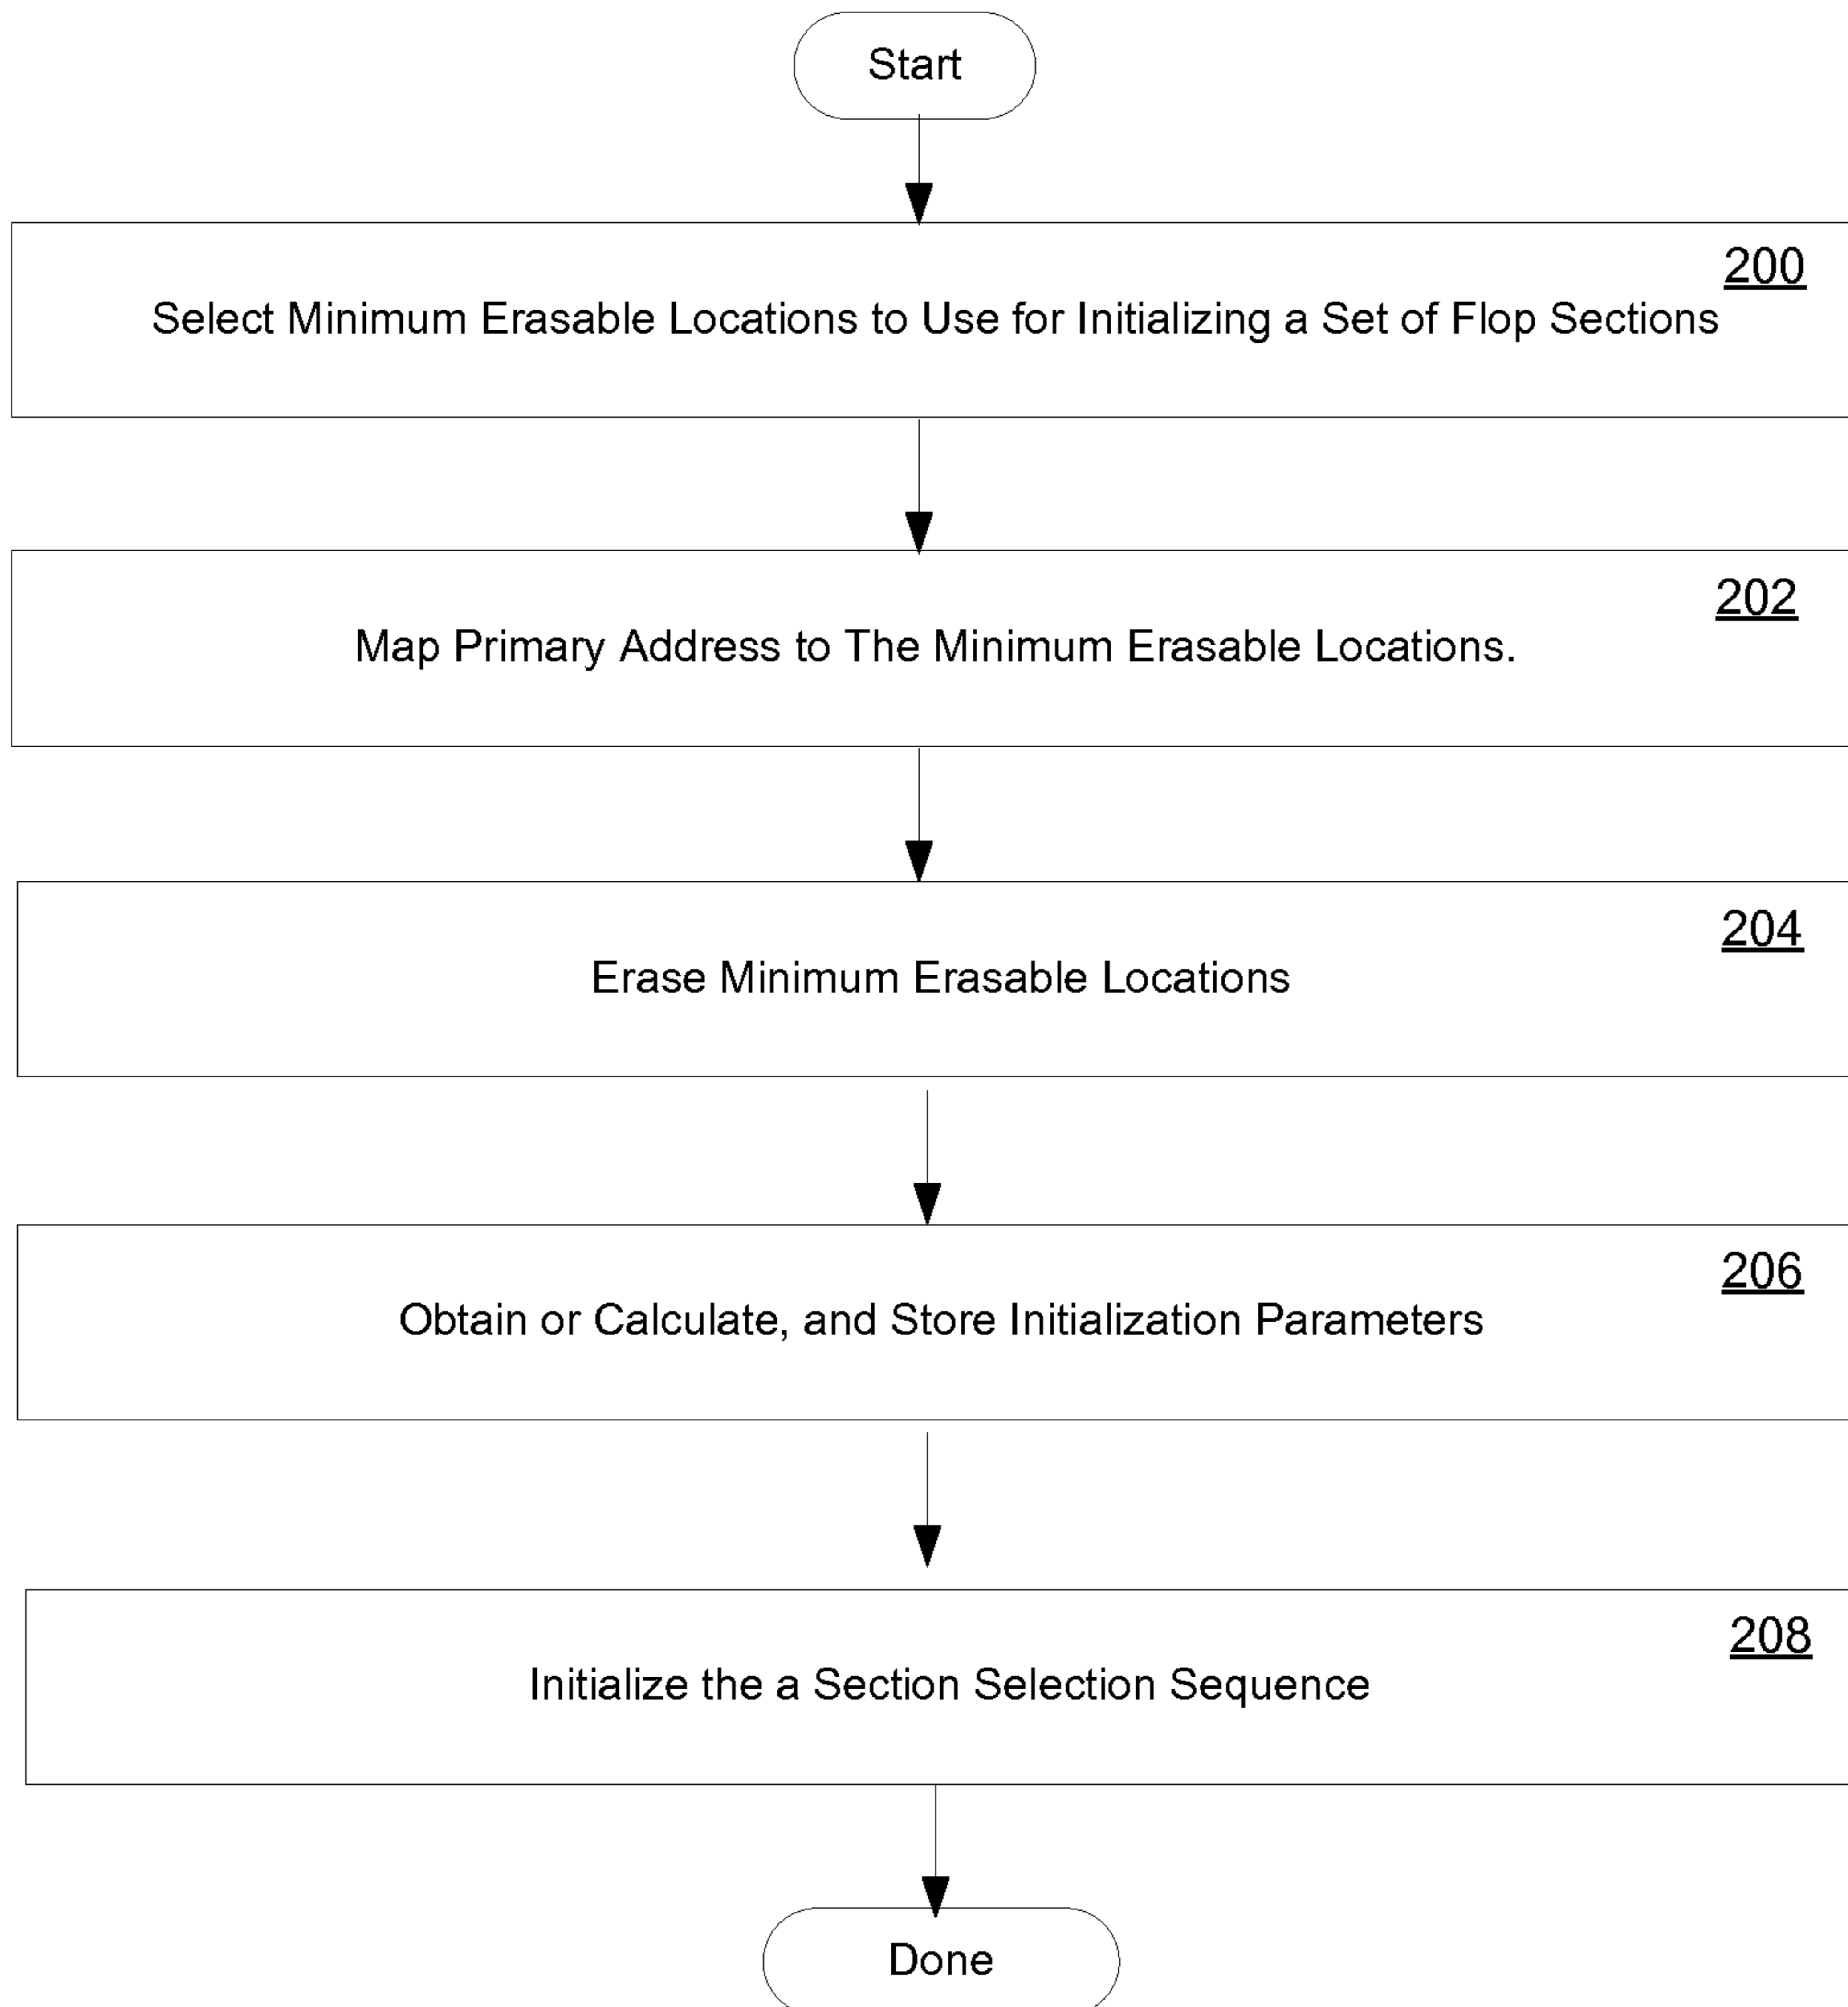 Start
200
Select Minimum Erasable Locations to Use for Initializing a Set of Flop Sections
202
Map Primary Address to The Minimum Erasable Locations.
204
Erase Minimum Erasable Locations
206
Obtain or Calculate, and Store Initialization Parameters
208
Initialize the a Section Selection Sequence
Done